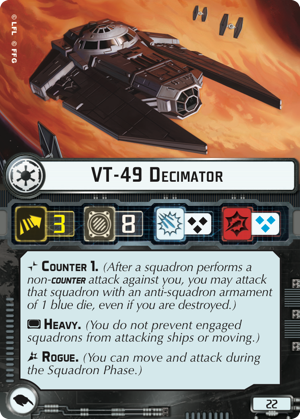 © LFL © FFG
VT-49 Decimator
3
8
Counter 1. (After a squadron performs a
non-counter attack against you, you may attack
that squadron with an anti-squadron armament
of 1 blue die, even if you are destroyed.)
Heavy. (You do not prevent engaged
squadrons from attacking ships or moving.)
Rogue. (You can move and attack during
the Squadron Phase.)
22